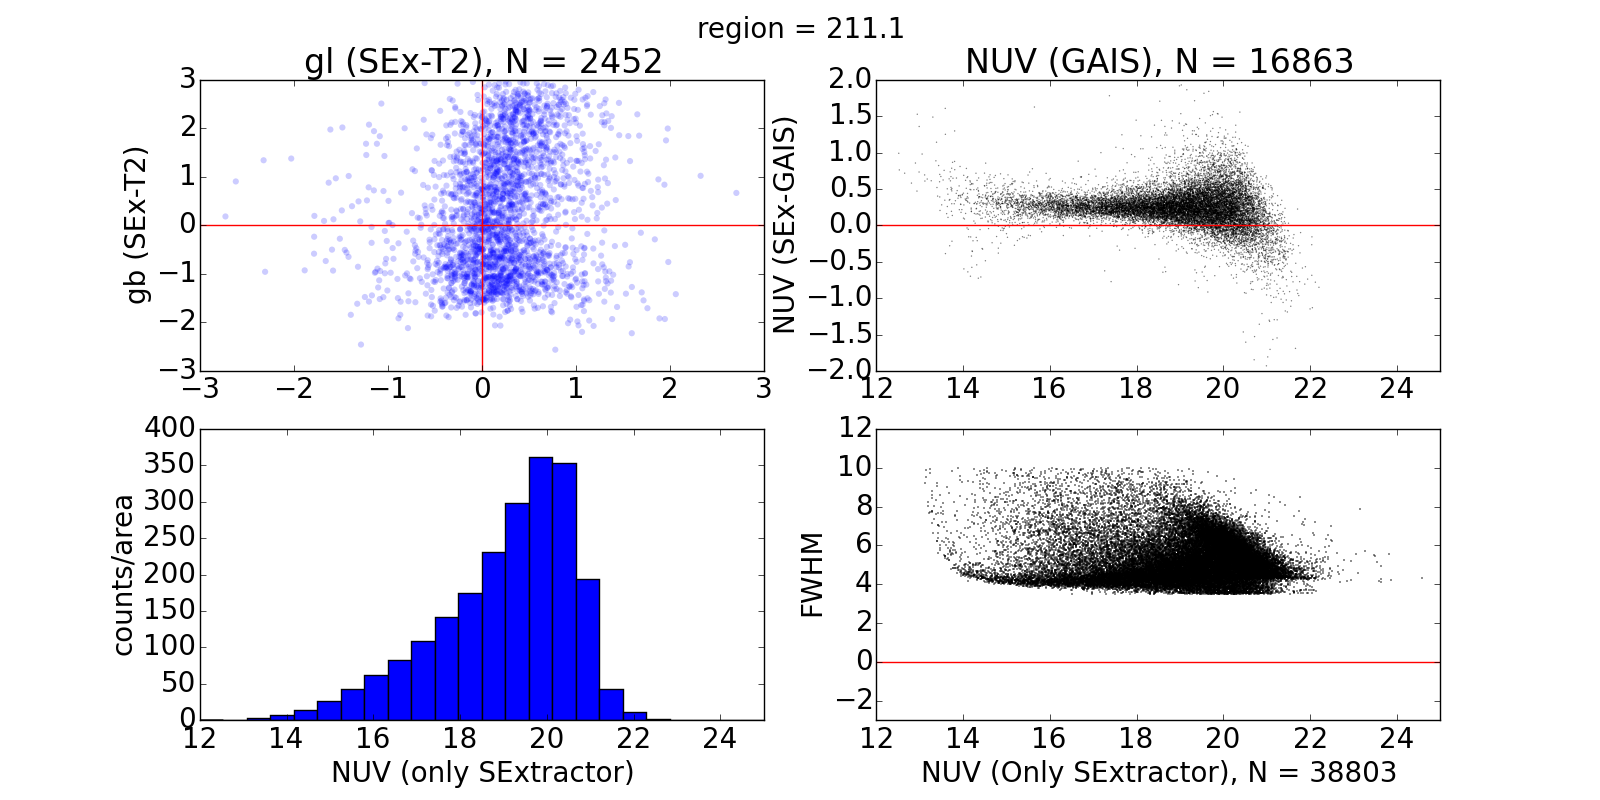 region = 211.1
gl (SEx-T2), N = 2452
3
2
1
0
−1
−2
−3
gb (SEx-T2)
−3 −2 −1 0 1 2 3
NUV (GAIS), N = 16863
2.0
1.5
1.0
0.5
0.0
−0.5
−1.0
−1.5
−2.0
NUV (SEx-GAIS)
12 14 16 18 20 22 24
400
350
300
250
200
150
100
50
0
counts/area
12 14 16 18 20 22 24
NUV (only SExtractor)
12
10
8
6
4
2
0
−2
FWHM
12 14 16 18 20 22 24
NUV (Only SExtractor), N = 38803